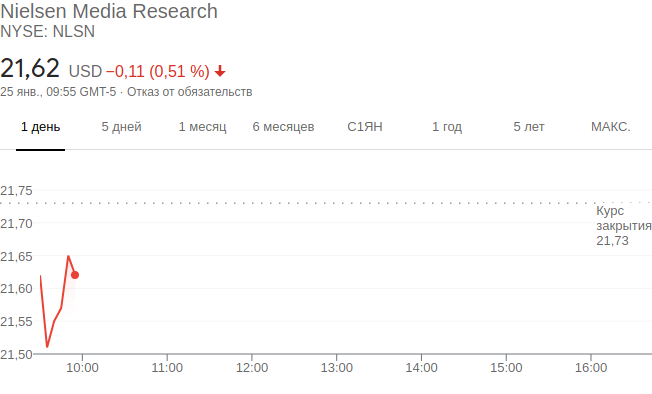 Nielsen Media Research
NYSE: NLSN
21,62 USD −0,11 (0,51 %)
25 янв., 09:55 GMT-5 · Отказ от обязательств
1 день 5 дней 1 месяц 6 месяцев С1ЯН 1 год 5 лет МАКС.
21,75
Курс
21,70
закрытия
21,73
21,65
21,60
21,55
21,50
10:00 11:00 12:00 13:00 14:00 15:00 16:00